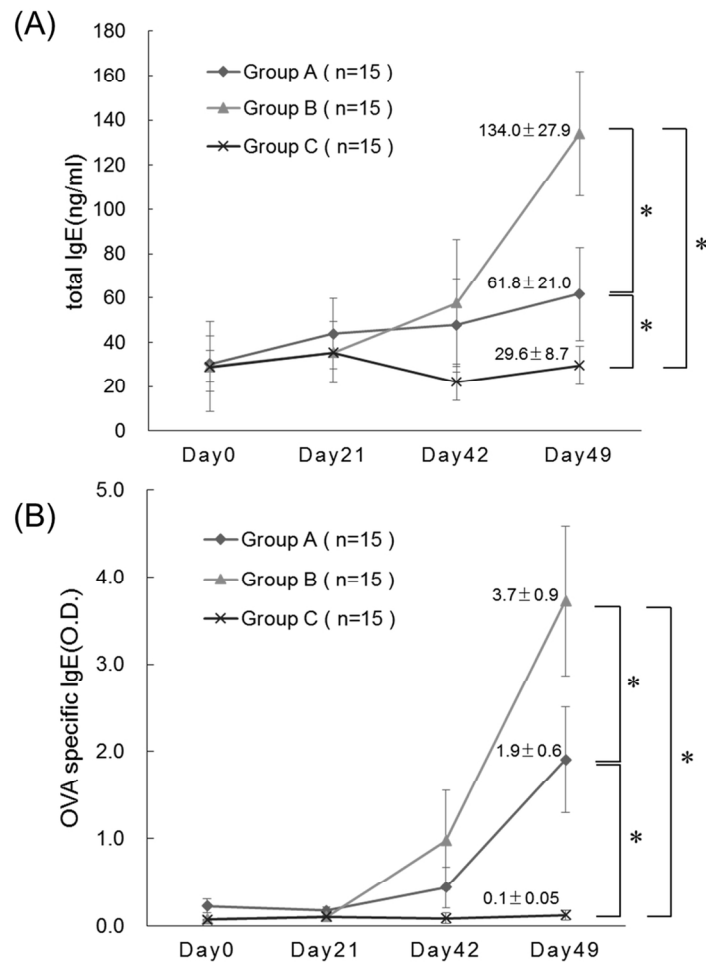 (A)
180
160
140
120
100
80
60
40
20
0
total IgE(ng/ml)
Group A ( n=15 )
Group B ( n=15 )
Group C ( n=15 )
134.0±27.9
61.8±21.0
29.6±8.7
*
*
*
Day0 Day21 Day42 Day49
(B)
5.0
4.0
3.0
2.0
1.0
0.0
OVA specific IgE(O.D.)
Group A ( n=15 )
Group B ( n=15 )
Group C ( n=15 )
3.7±0.9
1.9±0.6
0.1±0.05
*
*
*
Day0 Day21 Day42 Day49